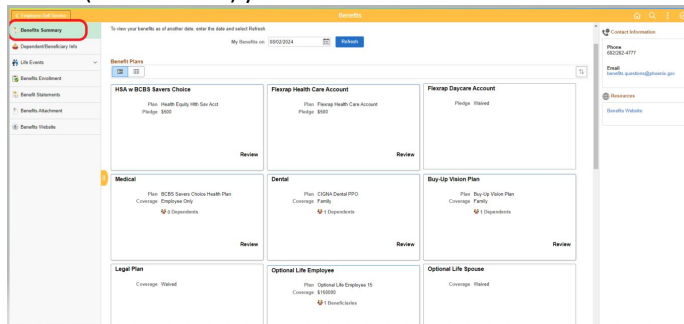 Employee Self Service
Benefits
Benefits Summary
Dependent/Beneficiary Info
Life Events
Benefits Enrollment
Benefit Statements
Benefits Attachment
Benefits Website
To view your benefits as of another date, enter the date and select Refresh.
My Benefits on 08/02/2024 Refresh
Benefit Plans
HSA w BCBS Savers Choice
Plan Health Equity Hlth Sav Acct
Pledge $500
Review
Flexrap Health Care Account
Plan Flexrap Health Care Account
Pledge $500
Review
Flexrap Daycare Account
Pledge Waived
Medical
Plan BCBS Savers Choice Health Plan
Coverage Employee Only
0 Dependents
Review
Dental
Plan CIGNA Dental PPO
Coverage Family
1 Dependents
Review
Buy-Up Vision Plan
Plan Buy-Up Vision Plan
Coverage Family
1 Dependents
Review
Legal Plan
Coverage Waived
Optional Life Employee
Plan Optional Life Employee 15
Coverage $100000
1 Beneficiaries
Optional Life Spouse
Coverage Waived
Contact Information
Phone
602/262-4777
Email
benefits.questions@phoenix.gov
Resources
Benefits Website